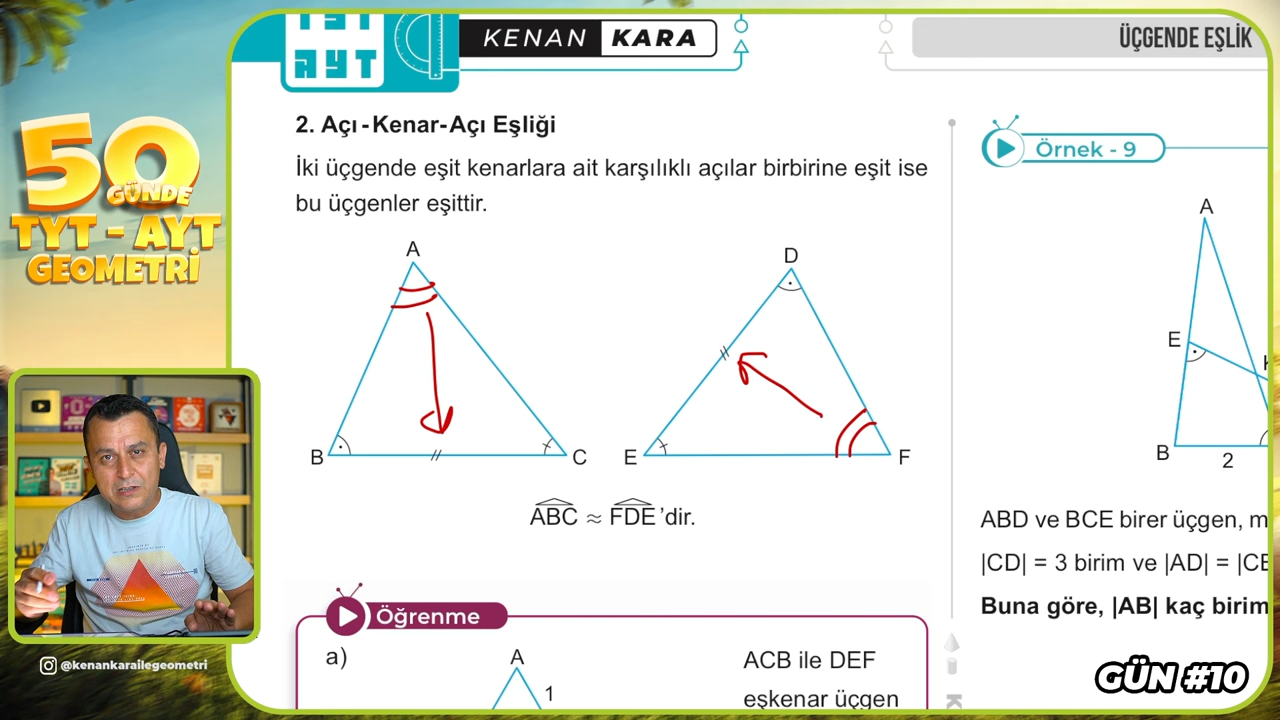 TYT
AYT
KENAN KARA
ÜÇGENDE EŞLİK
50
GÜNDE
TYT - AYT
GEOMETRİ
2. Açı-Kenar-Açı Eşliği
İki üçgende eşit kenarlara ait karşılıklı açılar birbirine eşit ise
bu üçgenler eşittir.
A
B
C
D
E
F
ABC ≈ FDE 'dir.
Öğrenme
a)
A
1
ACB ile DEF
eşkenar üçgen
Örnek - 9
A
E
K
B
2
ABD ve BCE birer üçgen, m
|CD| = 3 birim ve |AD| = |CE
Buna göre, |AB| kaç birim
@kenankarailegeometri
GÜN #10